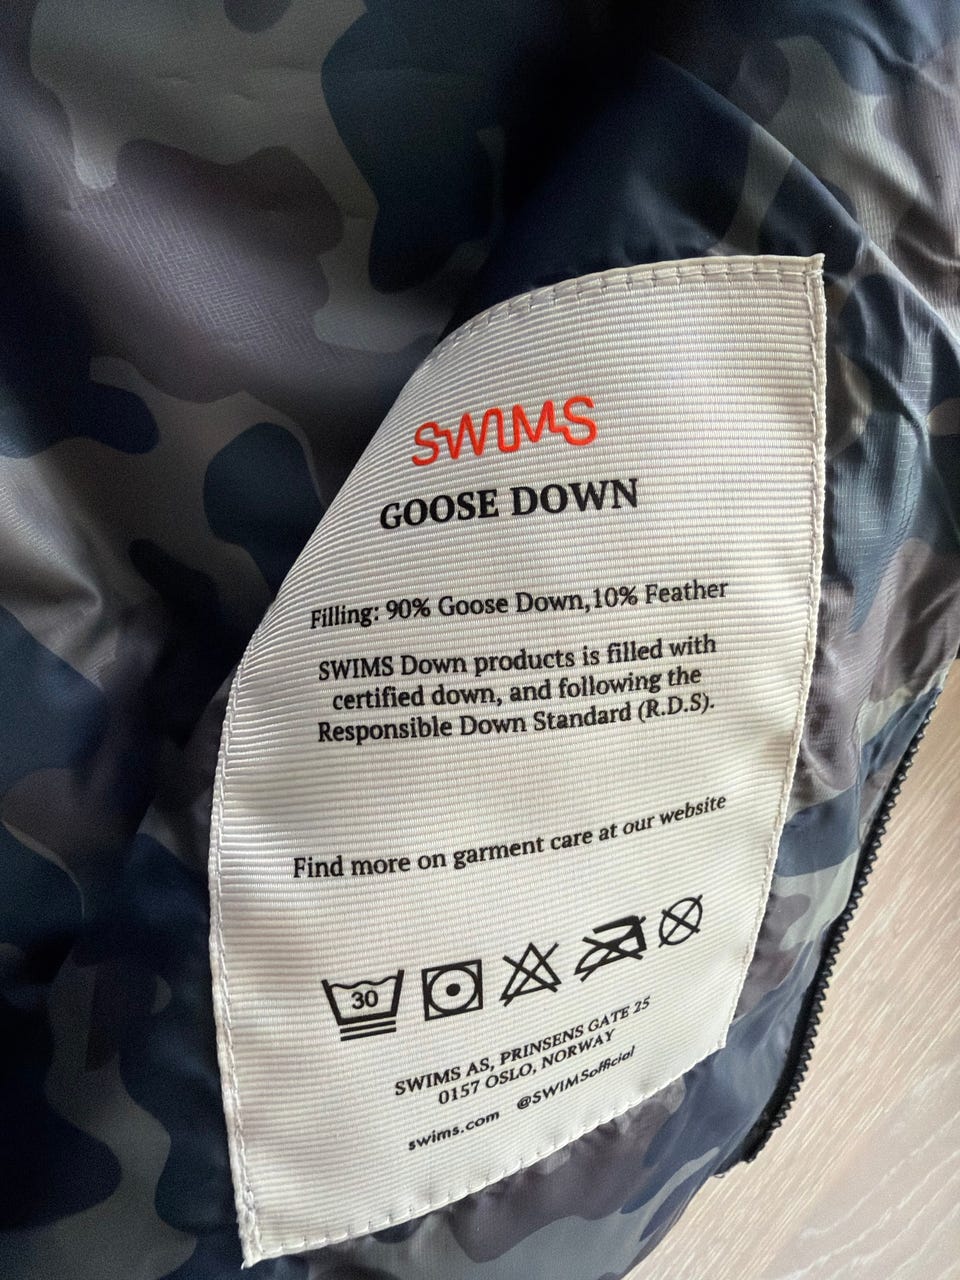 SWIMS
GOOSE DOWN
Filling: 90% Goose Down,10% Feather
SWIMS Down products is filled with
certified down, and following the
Responsible Down Standard (R.D.S).
Find more on garment care at our website
30
SWIMS AS, PRINSENS GATE 25
0157 OSLO, NORWAY
swims.com @SWIMSofficial